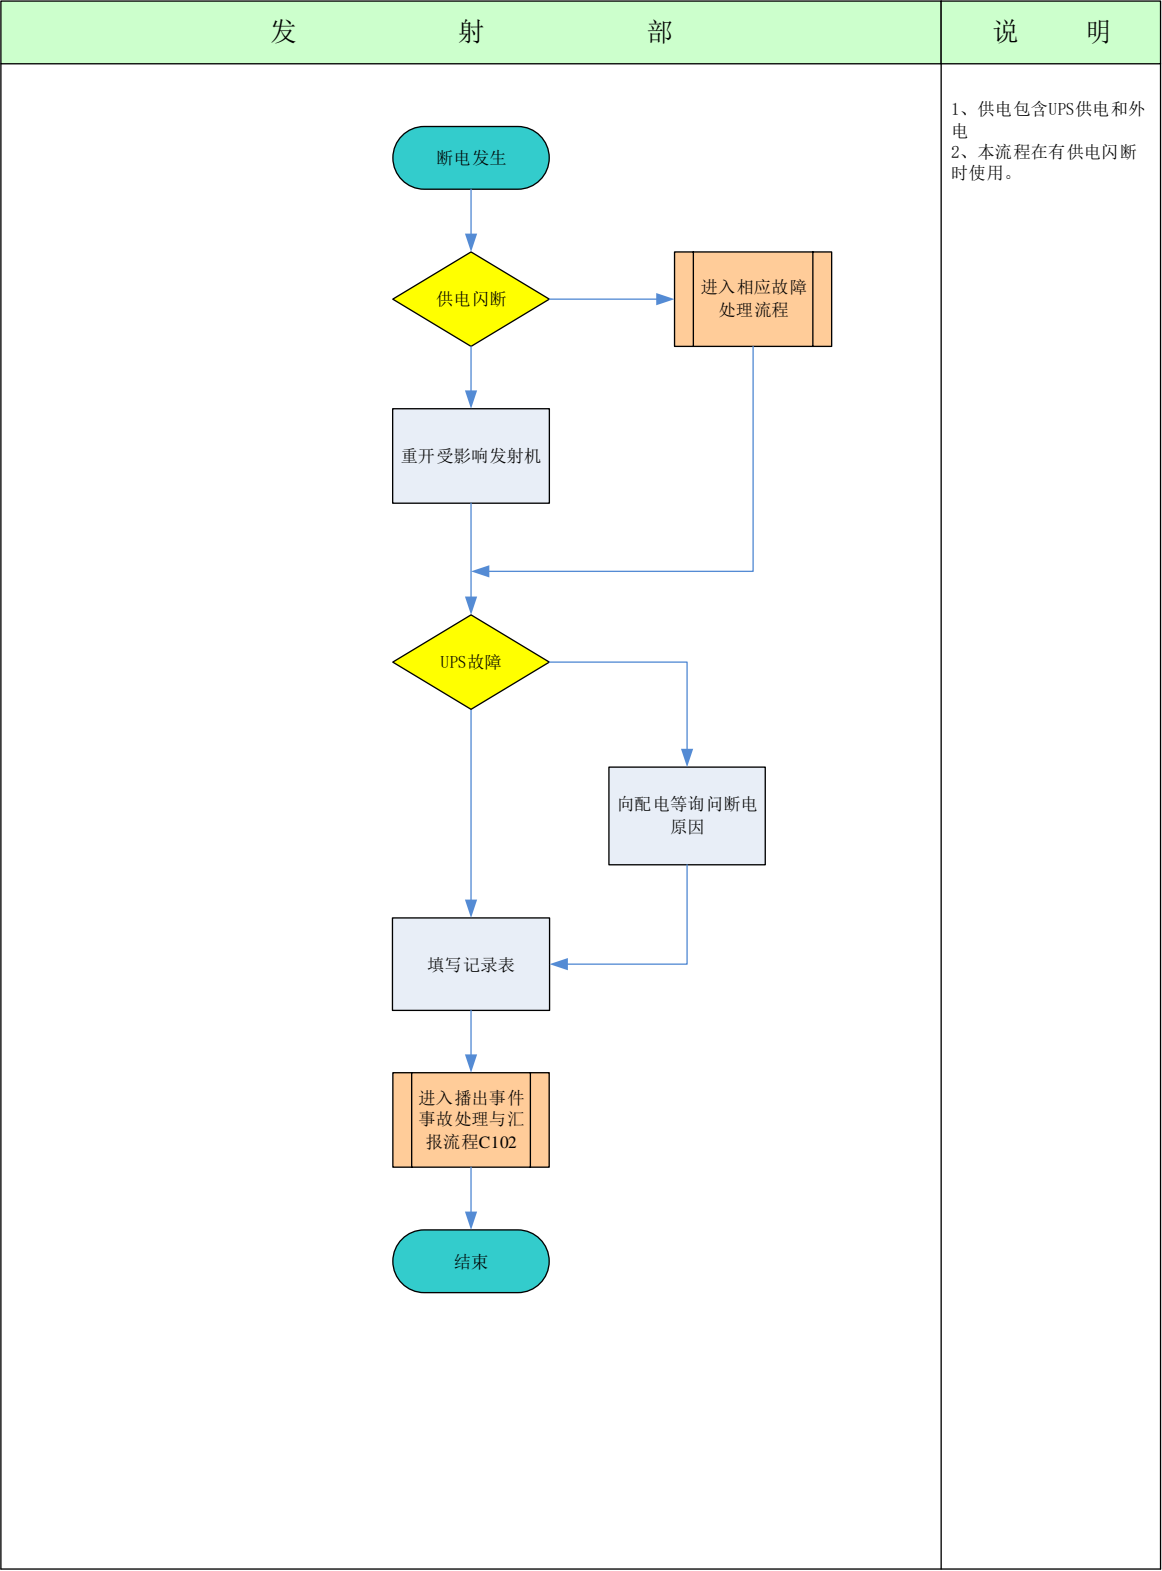 发 射 部
说 明
1、供电包含UPS供电和外
电
2、本流程在有供电闪断
时使用。
断电发生
供电闪断
进入相应故障
处理流程
重开受影响发射机
UPS故障
向配电等询问断电
原因
填写记录表
进入播出事件
事故处理与汇
报流程C102
结束